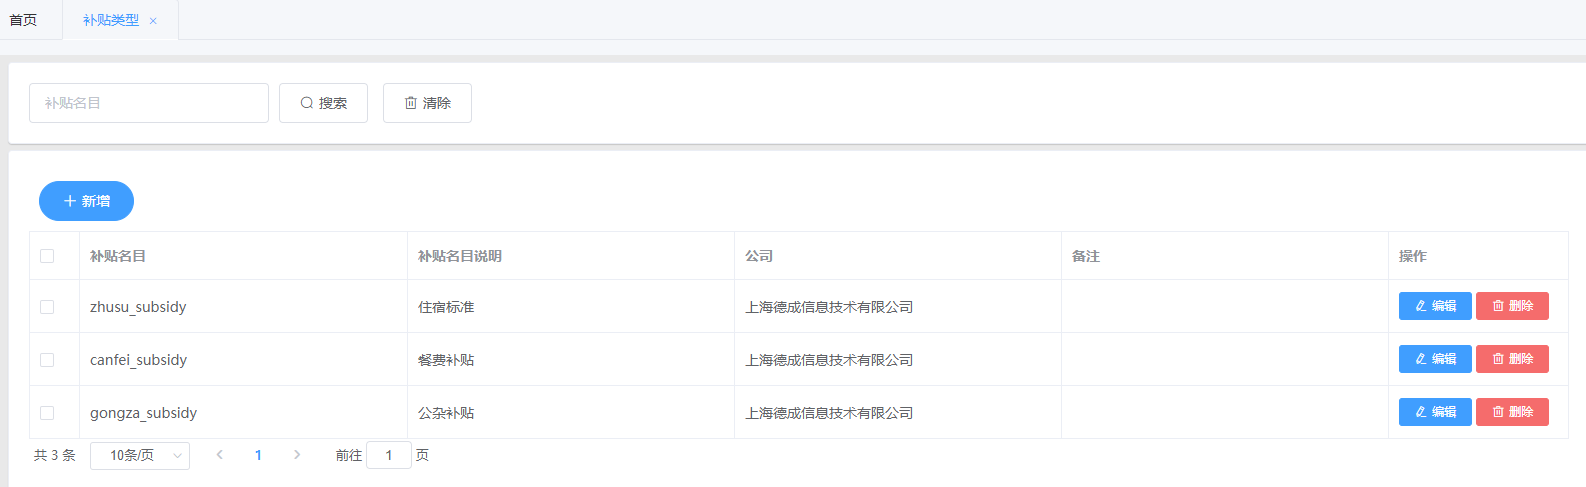 首页 补贴类型 ×
补贴名目 搜索 清除
+ 新增
补贴名目 补贴名目说明 公司 备注 操作
zhusu_subsidy 住宿标准 上海德成信息技术有限公司 编辑 删除
canfei_subsidy 餐费补贴 上海德成信息技术有限公司 编辑 删除
gongza_subsidy 公杂补贴 上海德成信息技术有限公司 编辑 删除
共 3 条 10条/页 1 前往 1 页